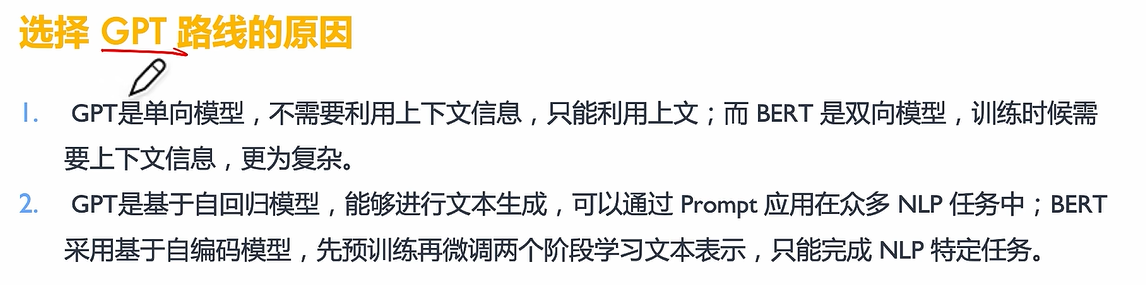 选择 GPT 路线的原因
1. GPT是单向模型，不需要利用上下文信息，只能利用上文；而 BERT 是双向模型，训练时候需
要上下文信息，更为复杂。
2. GPT是基于自回归模型，能够进行文本生成，可以通过 Prompt 应用在众多 NLP 任务中；BERT
采用基于自编码模型，先预训练再微调两个阶段学习文本表示，只能完成 NLP 特定任务。